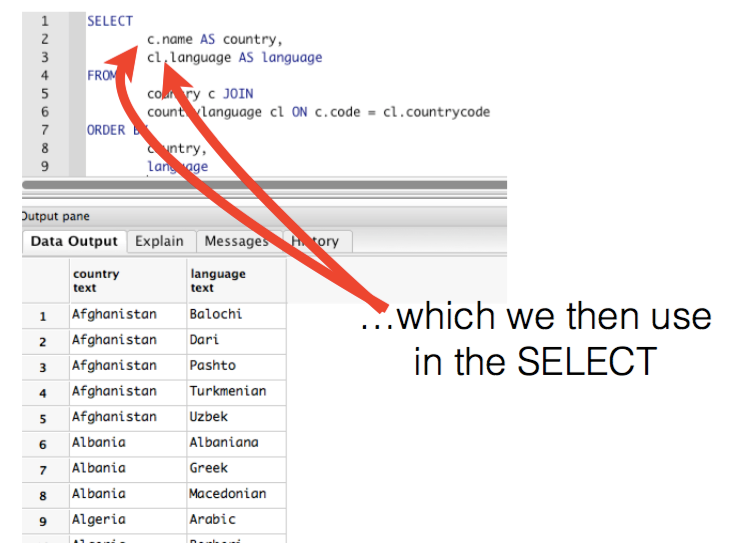 1 SELECT
2 c.name AS country,
3 cl.language AS language
4 FROM
5 country c JOIN
6 countrylanguage cl ON c.code = cl.countrycode
7 ORDER BY
8 country,
9 language
Output pane
Data Output Explain Messages History
country language
text text
1 Afghanistan Balochi
2 Afghanistan Dari
3 Afghanistan Pashto
4 Afghanistan Turkmenian
5 Afghanistan Uzbek
6 Albania Albaniana
7 Albania Greek
8 Albania Macedonian
9 Algeria Arabic
…which we then use
in the SELECT